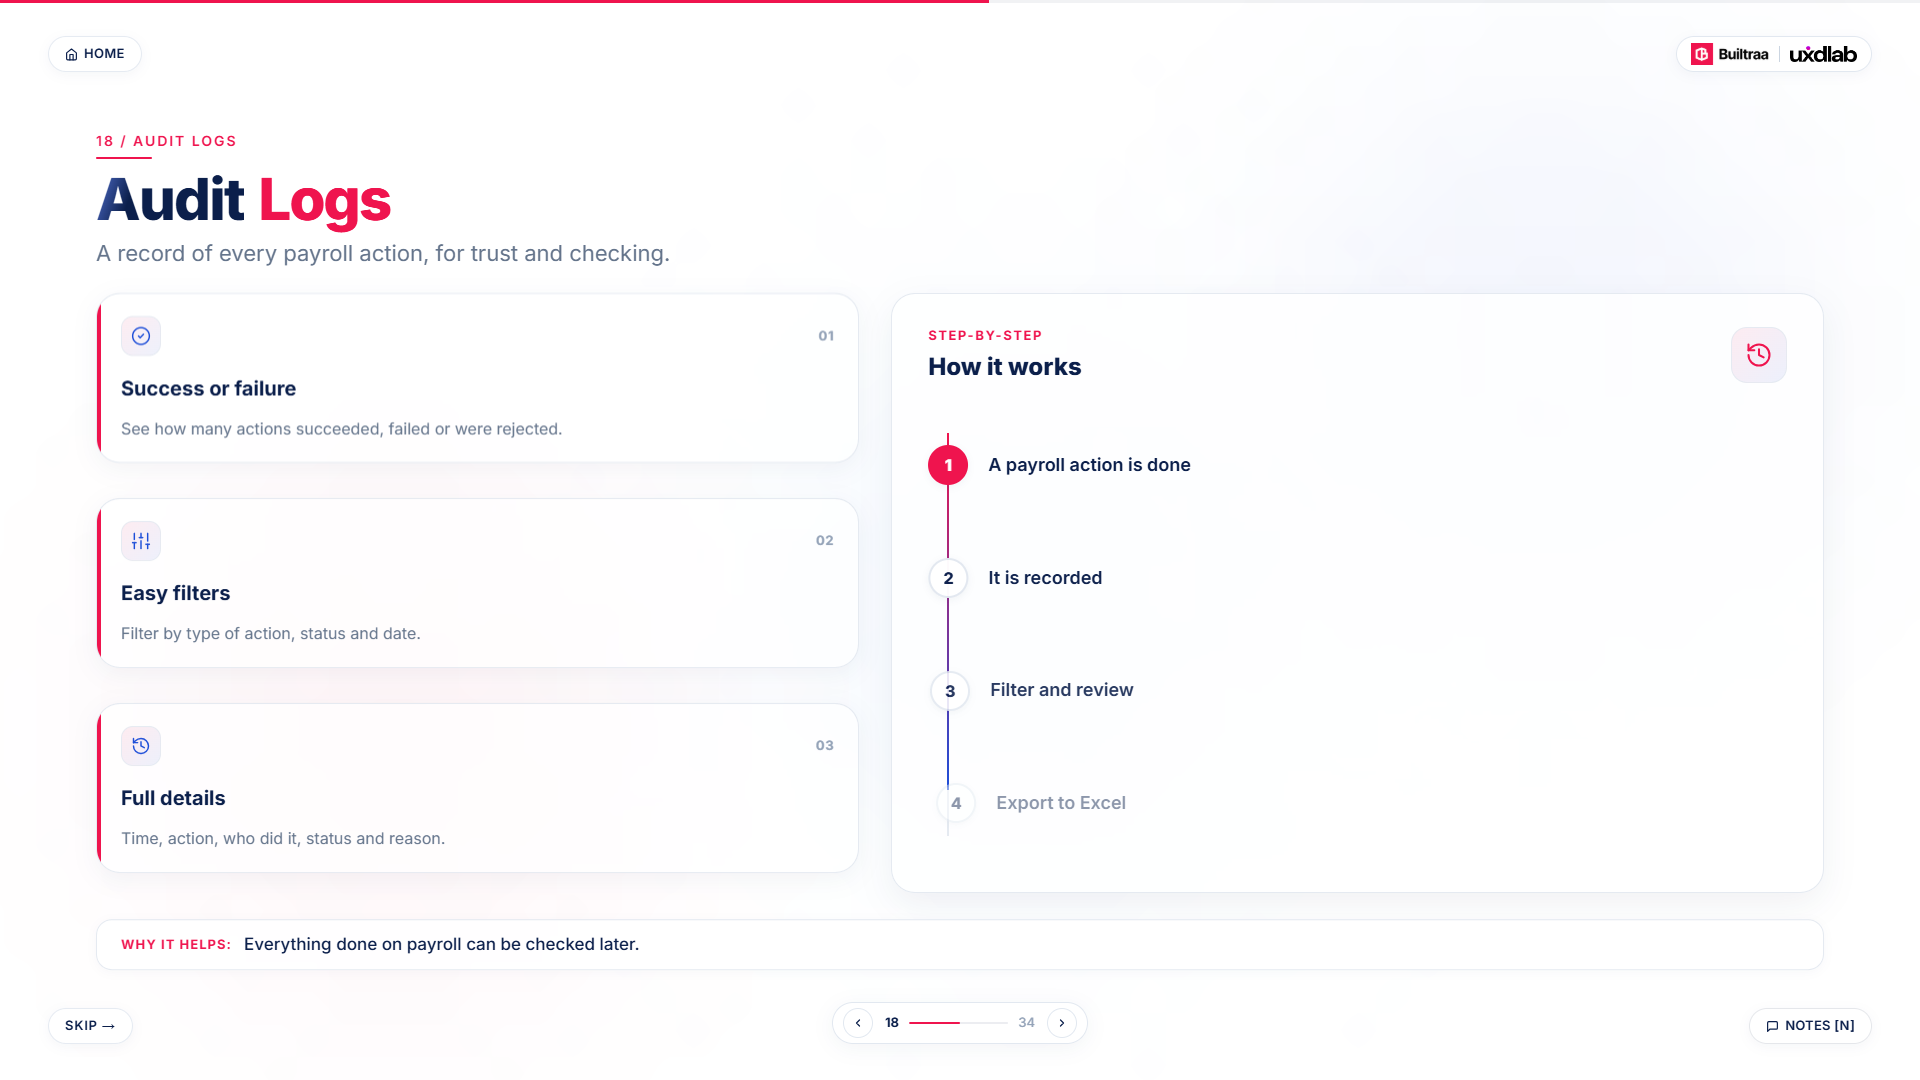 HOME
Builtraa
uxdlab
18 / AUDIT LOGS
Audit Logs
A record of every payroll action, for trust and checking.
01
Success or failure
See how many actions succeeded, failed or were rejected.
02
Easy filters
Filter by type of action, status and date.
03
Full details
Time, action, who did it, status and reason.
STEP-BY-STEP
How it works
1 A payroll action is done
2 It is recorded
3 Filter and review
4 Export to Excel
WHY IT HELPS: Everything done on payroll can be checked later.
SKIP →
18 34
NOTES [N]